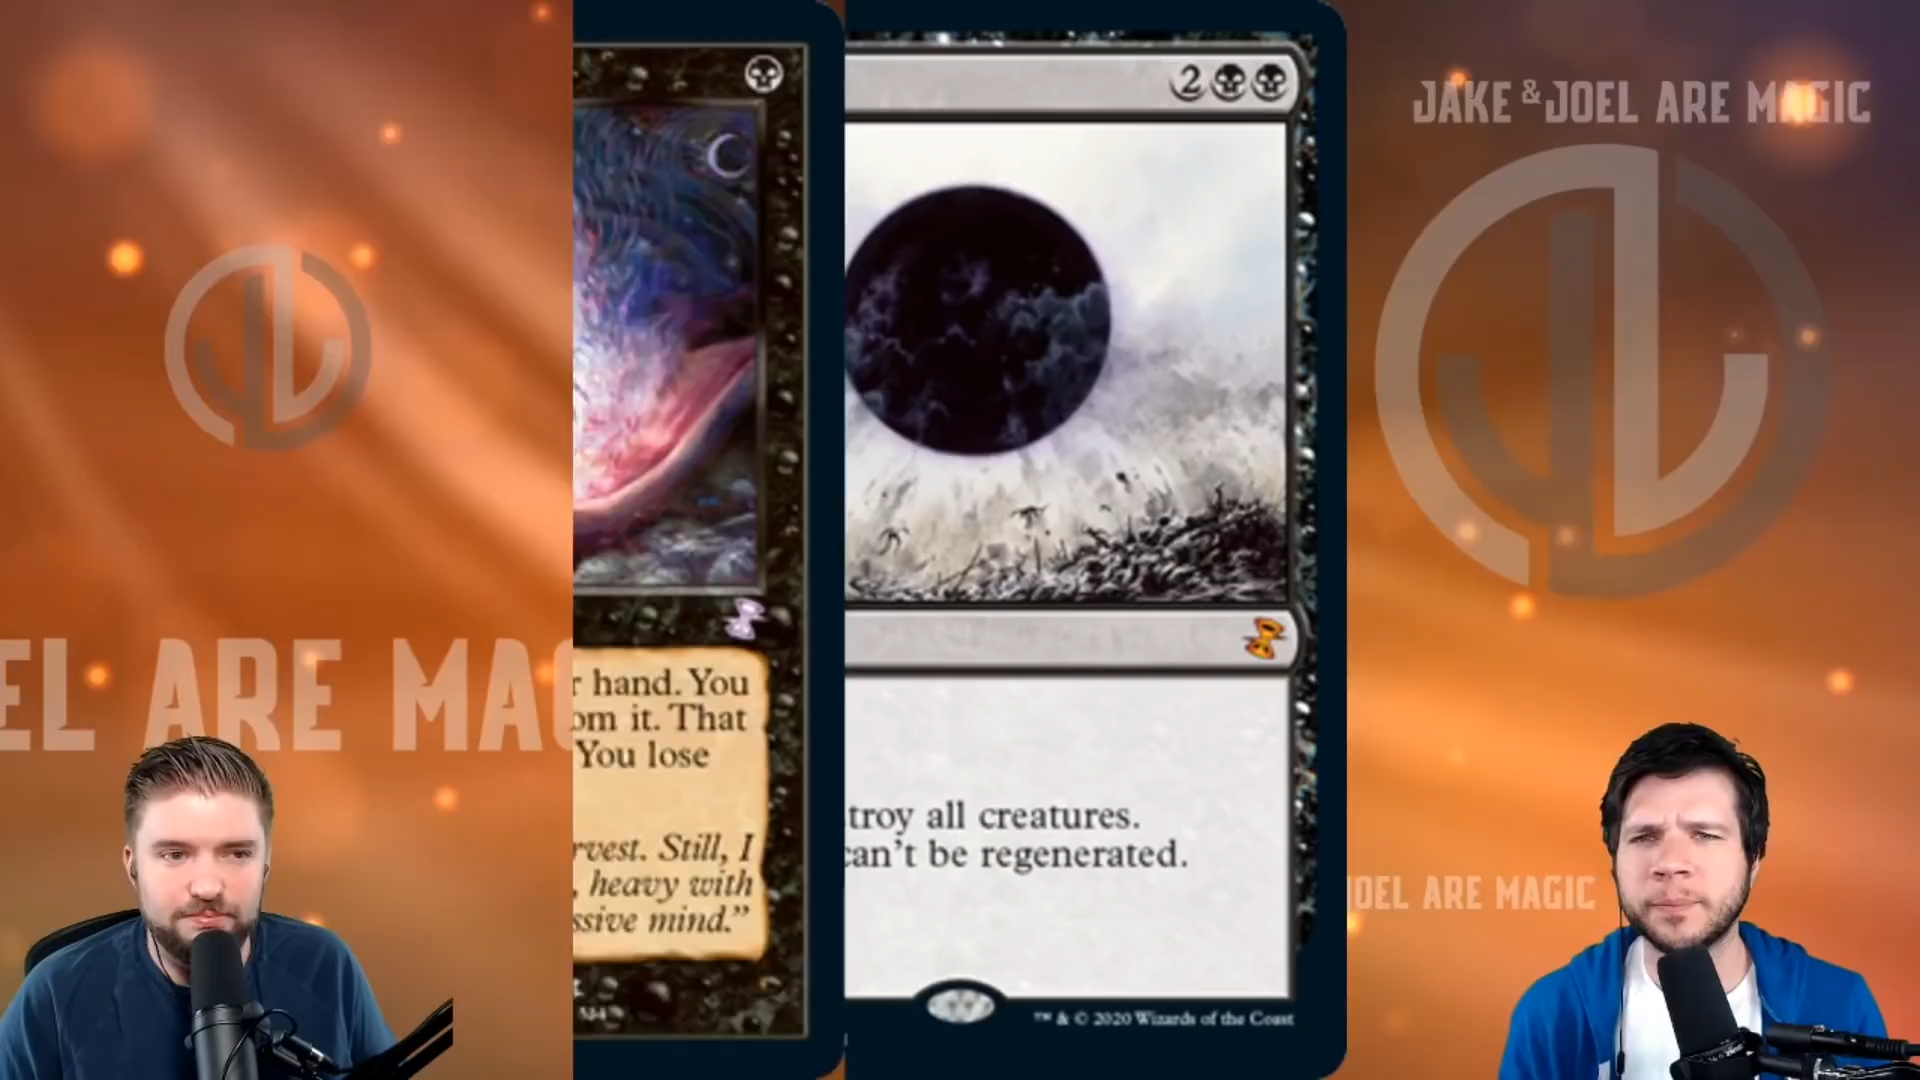 JAKE & JOEL ARE MAGIC
EL ARE MAG
JOEL ARE MAGIC
r hand. You
om it. That
You lose
rvest. Still, I
, heavy with
ssive mind.”
2
troy all creatures.
can’t be regenerated.
™ & © 2020 Wizards of the Coast